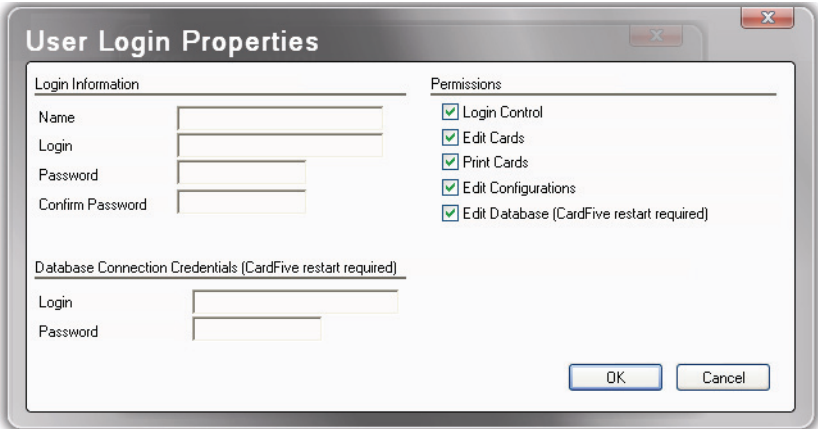 User Login Properties
Login Information
Name
Login
Password
Confirm Password
Database Connection Credentials (CardFive restart required)
Login
Password
Permissions
Login Control
Edit Cards
Print Cards
Edit Configurations
Edit Database (CardFive restart required)
OK
Cancel